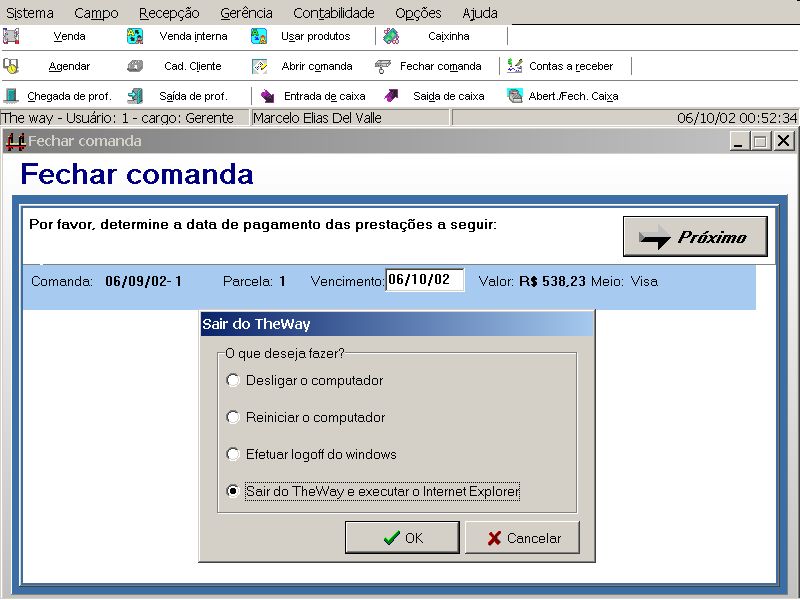 Sistema Campo Recepção Gerência Contabilidade Opções Ajuda
Venda Venda interna Usar produtos Caixinha
Agendar Cad. Cliente Abrir comanda Fechar comanda Contas a receber
Chegada de prof. Saída de prof. Entrada de caixa Saída de caixa Abert./Fech. Caixa
The way - Usuário: 1 - cargo: Gerente Marcelo Elias Del Valle 06/10/02 00:52:34
Fechar comanda
Fechar comanda
Por favor, determine a data de pagamento das prestações a seguir:
Próximo
Comanda: 06/09/02- 1 Parcela: 1 Vencimento: 06/10/02 Valor: R$ 538,23 Meio: Visa
Sair do TheWay
O que deseja fazer?
Desligar o computador
Reiniciar o computador
Efetuar logoff do windows
Sair do TheWay e executar o Internet Explorer
OK Cancelar